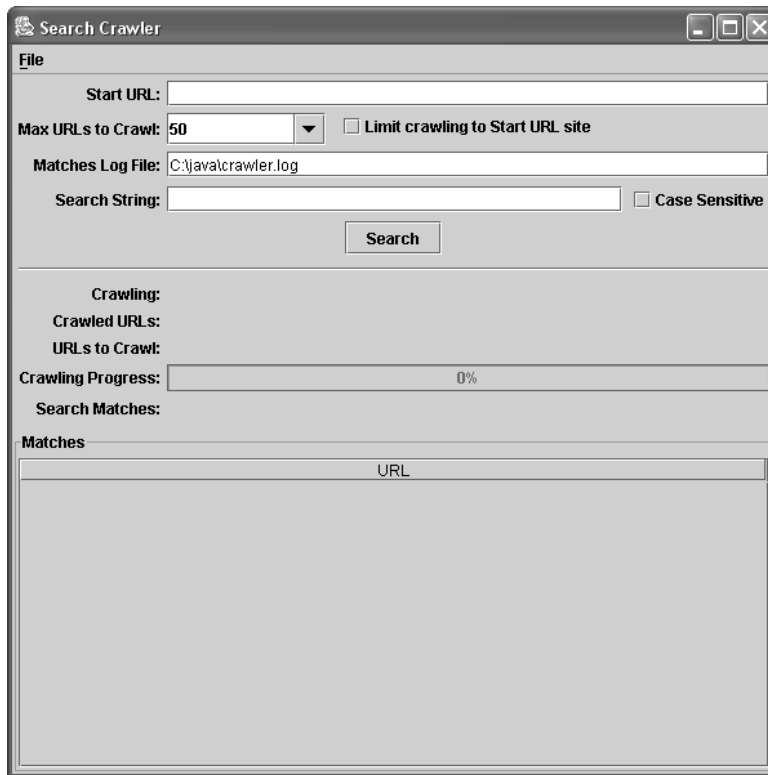 Search Crawler
File
Start URL:
Max URLs to Crawl: 50 Limit crawling to Start URL site
Matches Log File: C:\java\crawler.log
Search String: Case Sensitive
Search
Crawling:
Crawled URLs:
URLs to Crawl:
Crawling Progress: 0%
Search Matches:
Matches
URL